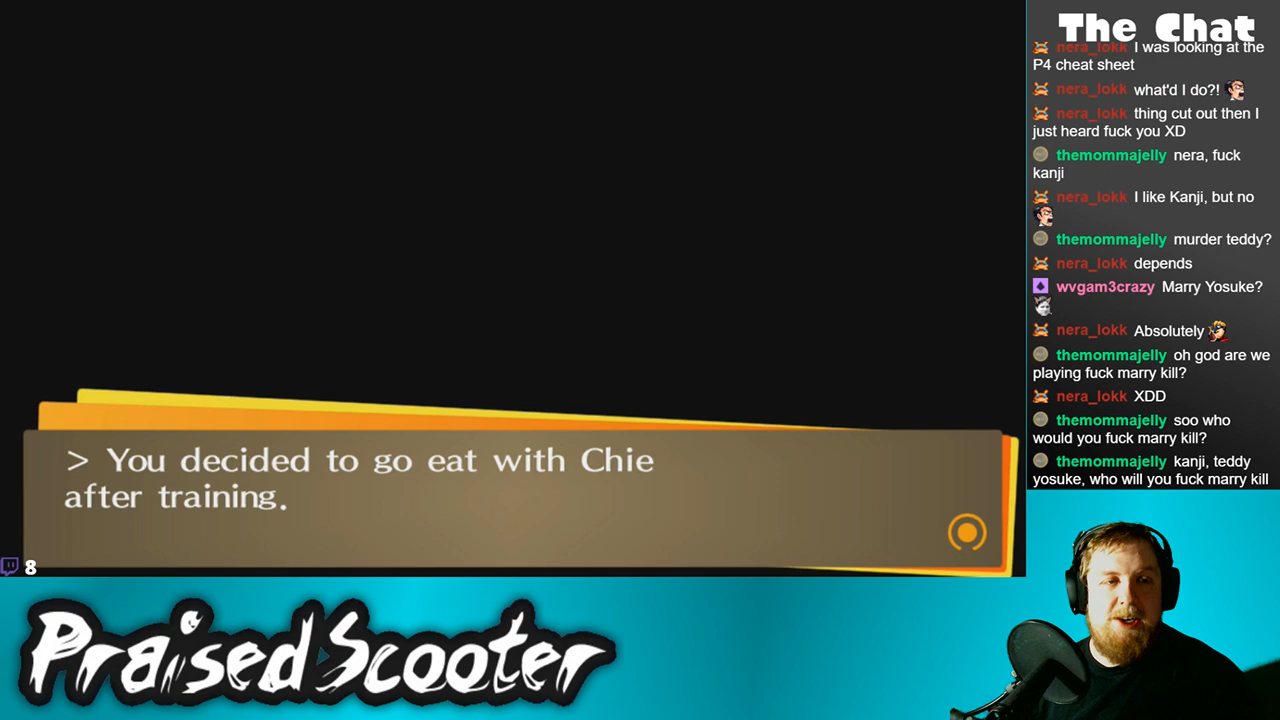 The Chat
nera_lokk I was looking at the
P4 cheat sheet
nera_lokk what'd I do?!
nera_lokk thing cut out then I
just heard fuck you XD
themommajelly nera, fuck
kanji
nera_lokk I like Kanji, but no
themommajelly murder teddy?
nera_lokk depends
wvgam3crazy Marry Yosuke?
nera_lokk Absolutely
themommajelly oh god are we
playing fuck marry kill?
nera_lokk XDD
themommajelly soo who
would you fuck marry kill?
themommajelly kanji, teddy
yosuke, who will you fuck marry kill
> You decided to go eat with Chie
after training.
8
PraisedScooter